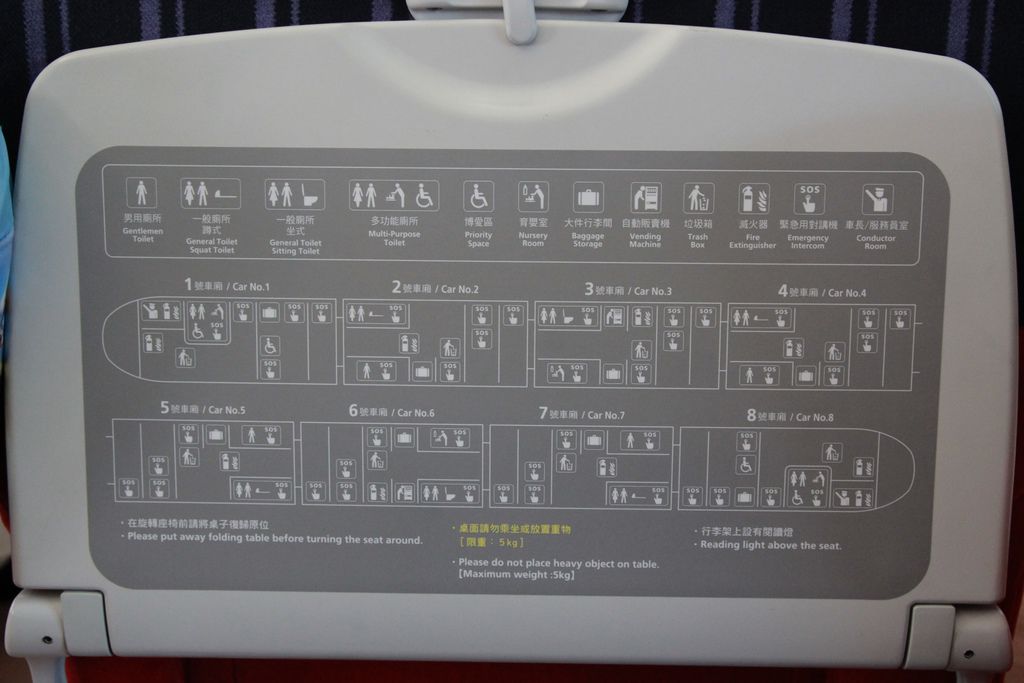 男用廁所
Gentlemen
Toilet
一般廁所
蹲式
General Toilet
Squat Toilet
一般廁所
坐式
General Toilet
Sitting Toilet
多功能廁所
Multi-Purpose
Toilet
博愛區
Priority
Space
育嬰室
Nursery
Room
大件行李間
Baggage
Storage
自動販賣機
Vending
Machine
垃圾箱
Trash
Box
滅火器
Fire
Extinguisher
SOS
緊急用對講機
Emergency
Intercom
車長/服務員室
Conductor
Room
1號車廂 / Car No.1
2號車廂 / Car No.2
3號車廂 / Car No.3
4號車廂 / Car No.4
5號車廂 / Car No.5
6號車廂 / Car No.6
7號車廂 / Car No.7
8號車廂 / Car No.8
・在旋轉座椅前請將桌子復歸原位
・Please put away folding table before turning the seat around.
・桌面請勿乘坐或放置重物
［限重：5kg］
・Please do not place heavy object on table.
【Maximum weight :5kg】
・行李架上設有閱讀燈
・Reading light above the seat.